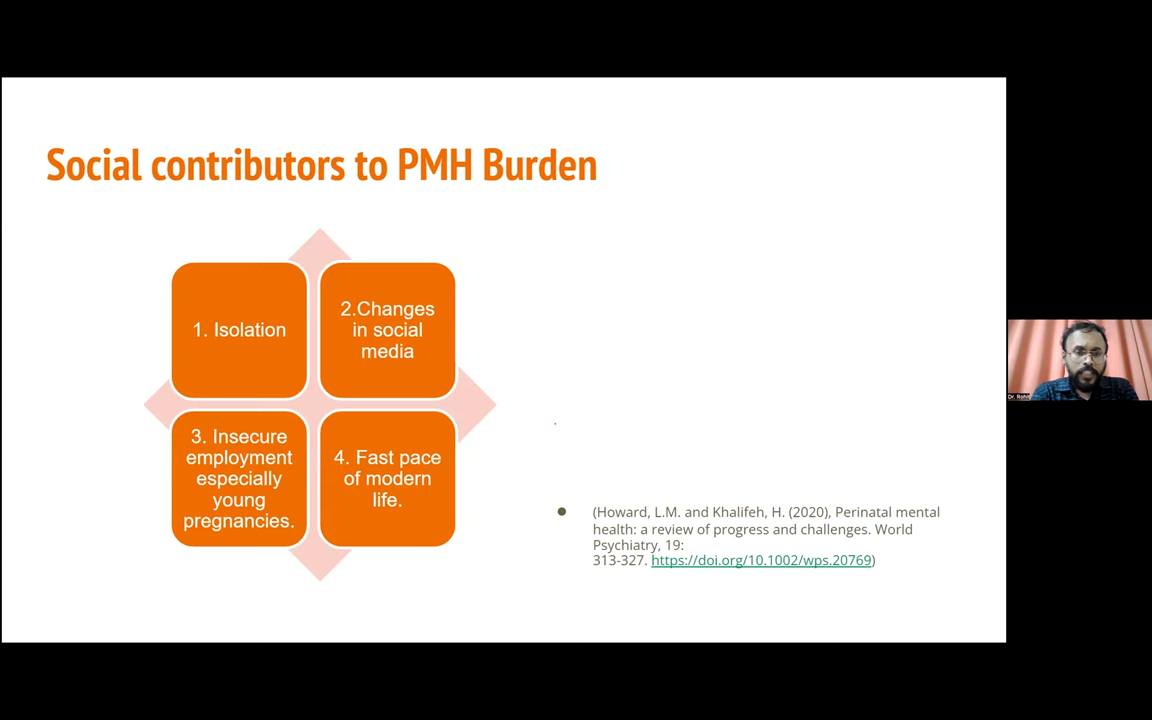 Social contributors to PMH Burden
1. Isolation
2.Changes
in social
media
3. Insecure
employment
especially
young
pregnancies.
4. Fast pace
of modern
life.
(Howard, L.M. and Khalifeh, H. (2020), Perinatal mental
health: a review of progress and challenges. World
Psychiatry, 19:
313-327. https://doi.org/10.1002/wps.20769)
Dr. Rohit